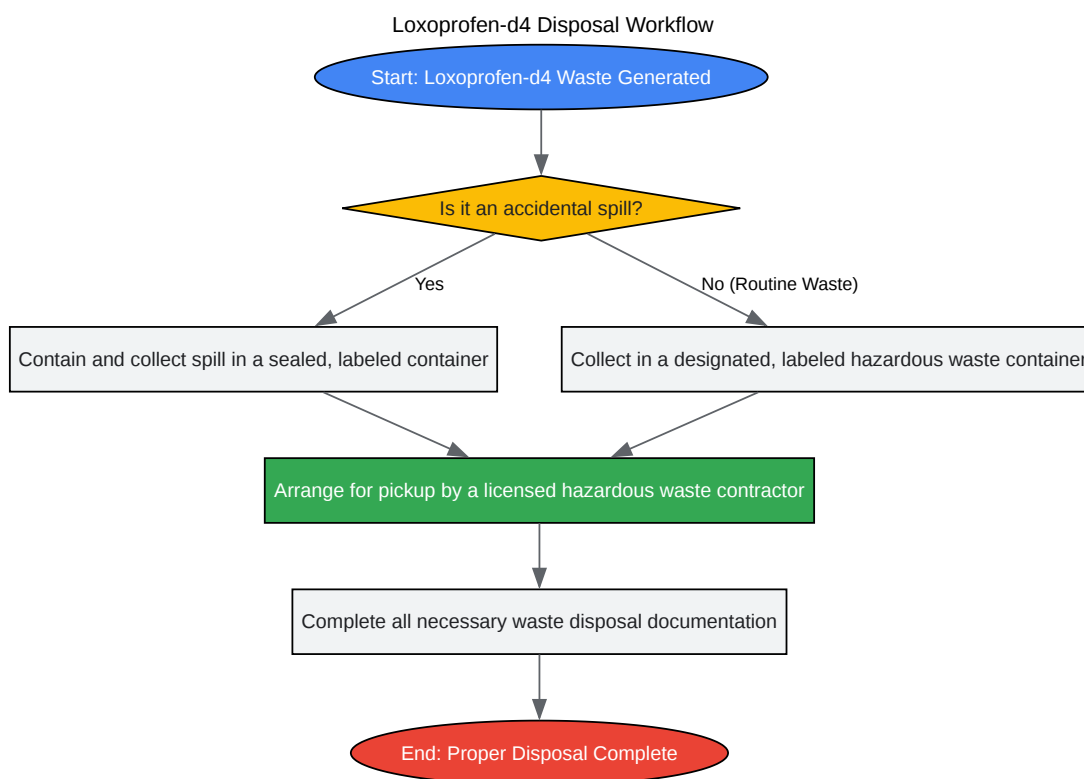 Loxoprofen-d4 Disposal Workflow
Start: Loxoprofen-d4 Waste Generated
Is it an accidental spill?
Yes
No (Routine Waste)
Contain and collect spill in a sealed, labeled container
Collect in a designated, labeled hazardous waste container
Arrange for pickup by a licensed hazardous waste contractor
Complete all necessary waste disposal documentation
End: Proper Disposal Complete